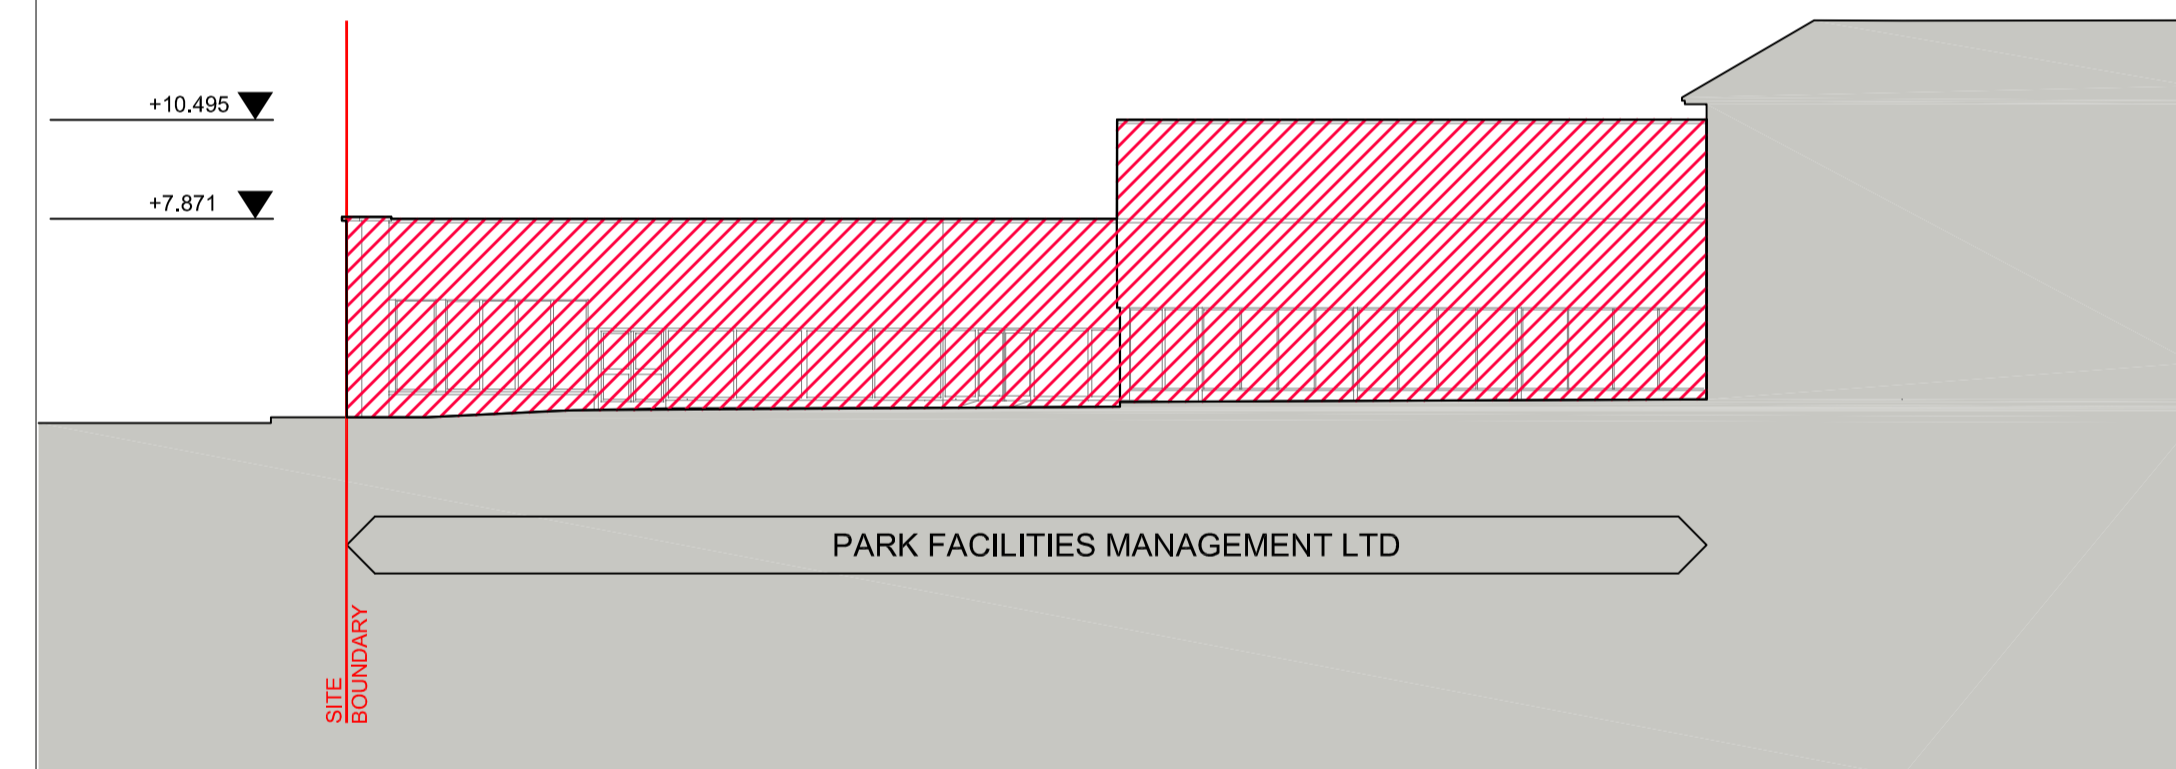 +10.495
+7.871
PARK FACILITIES MANAGEMENT LTD
SITE
BOUNDARY